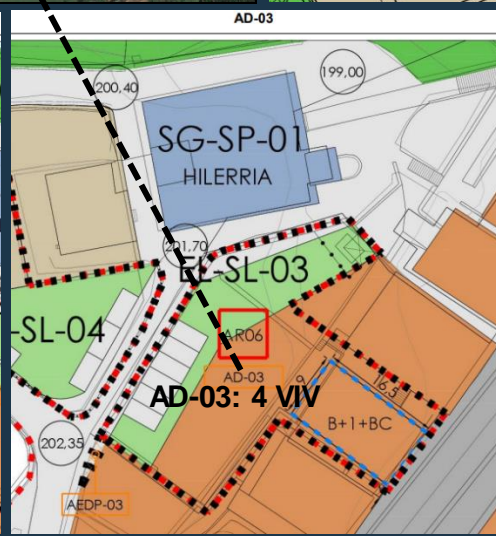 AD-03
200,40
199,00
SG-SP-01
HILERRIA
201,70
EL-SL-03
-SL-04
AR06
AD-03
AD-03: 4 VIV
16,5
9
B+1+BC
202,35
AEDP-03